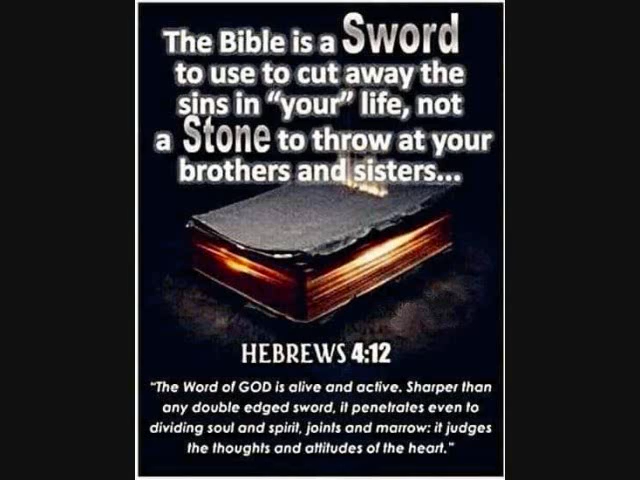 The Bible is a Sword
to use to cut away the
sins in “your” life, not
a Stone to throw at your
brothers and sisters...
HEBREWS 4:12
“The Word of GOD is alive and active. Sharper than
any double edged sword, it penetrates even to
dividing soul and spirit, joints and marrow: it judges
the thoughts and attitudes of the heart.”